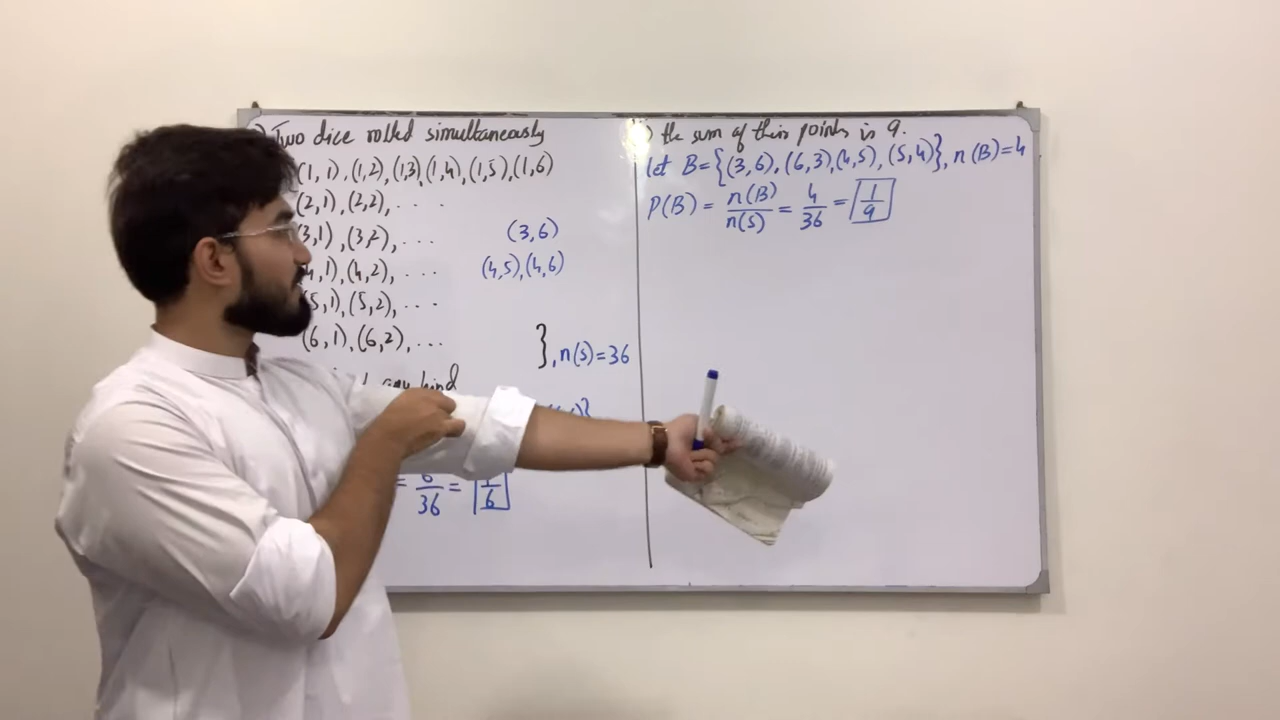 ) Two dice rolled simultaneously
(1, 1), (1,2), (1,3), (1,4), (1,5), (1,6)
(2,1), (2,2), . . .
3,1), (3,2), . . . (3,6)
4,1), (4,2), . . . (4,5), (4,6)
(5,1), (5,2), . . .
(6,1), (6,2), . . .
}, n(s) = 36
any kind
= 6/36 = 1/6
) the sum of their points is 9.
let B = {(3,6), (6,3), (4,5), (5,4)}, n(B) = 4
P(B) = n(B)/n(S) = 4/36 = 1/9